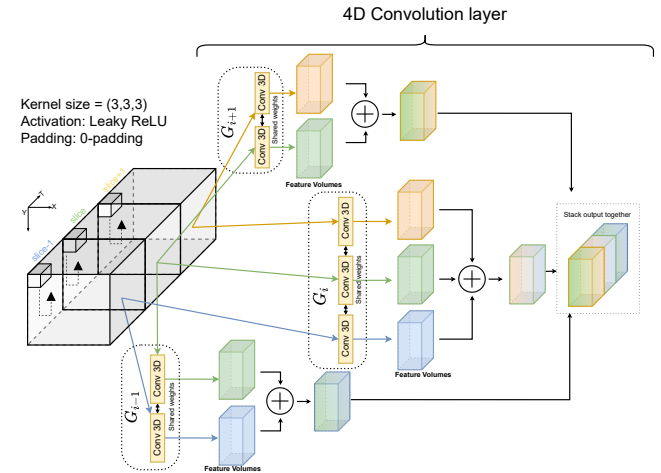 4D Convolution layer
Kernel size = (3,3,3)
Activation: Leaky ReLU
Padding: 0-padding
G_{i+1}
Conv 3D
Conv 3D
Shared weights
Feature Volumes
T
Y
X
slice+1
slice
slice-1
G_i
Conv 3D
Conv 3D
Conv 3D
Shared weights
Feature Volumes
Stack output together
G_{i-1}
Conv 3D
Conv 3D
Shared weights
Feature Volumes